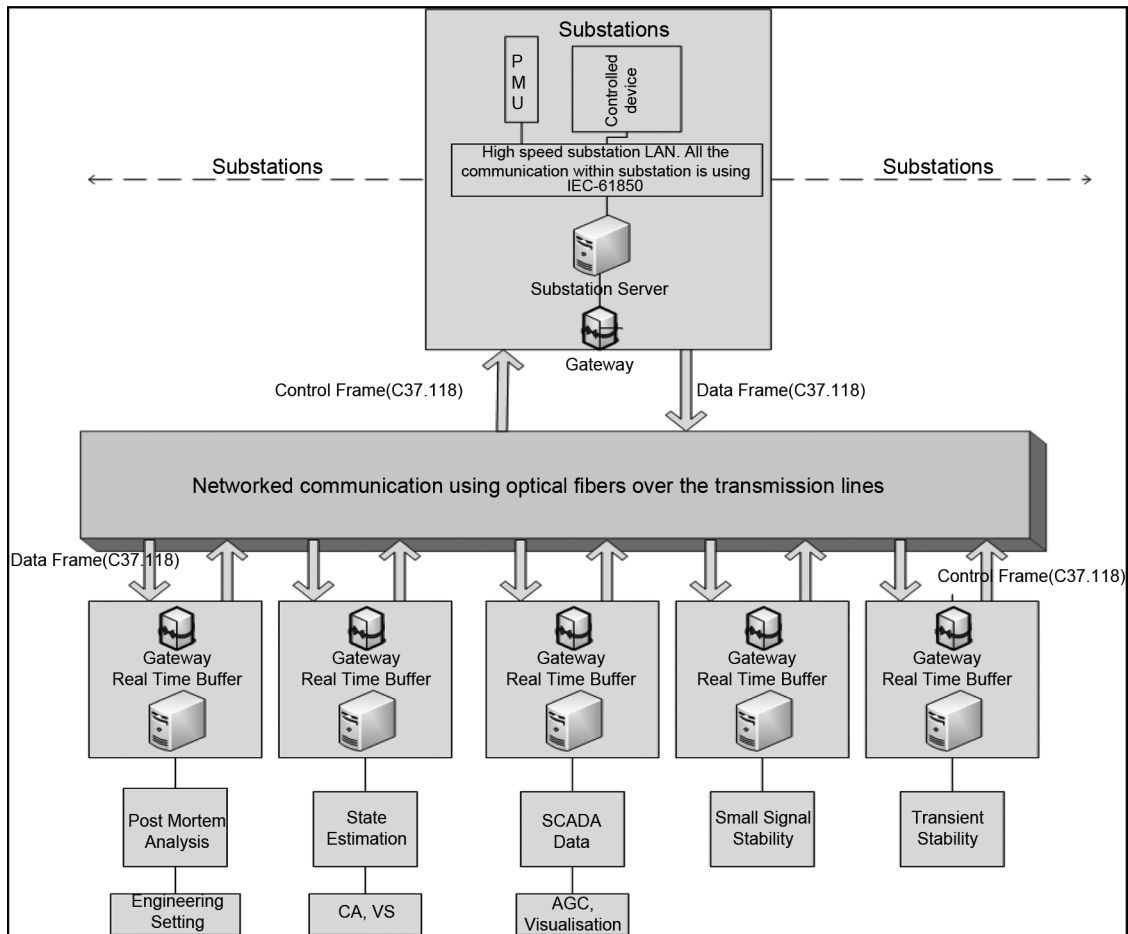 Substations
P
M
U
Controlled
device
High speed substation LAN. All the
communication within substation is using
IEC-61850
Substations
Substations
Substation Server
Gateway
Control Frame(C37.118)
Data Frame(C37.118)
Networked communication using optical fibers over the transmission lines
Data Frame(C37.118)
Control Frame(C37.118)
Gateway
Real Time Buffer
Gateway
Real Time Buffer
Gateway
Real Time Buffer
Gateway
Real Time Buffer
Gateway
Real Time Buffer
Post Mortem
Analysis
State
Estimation
SCADA
Data
Small Signal
Stability
Transient
Stability
Engineering
Setting
CA, VS
AGC,
Visualisation